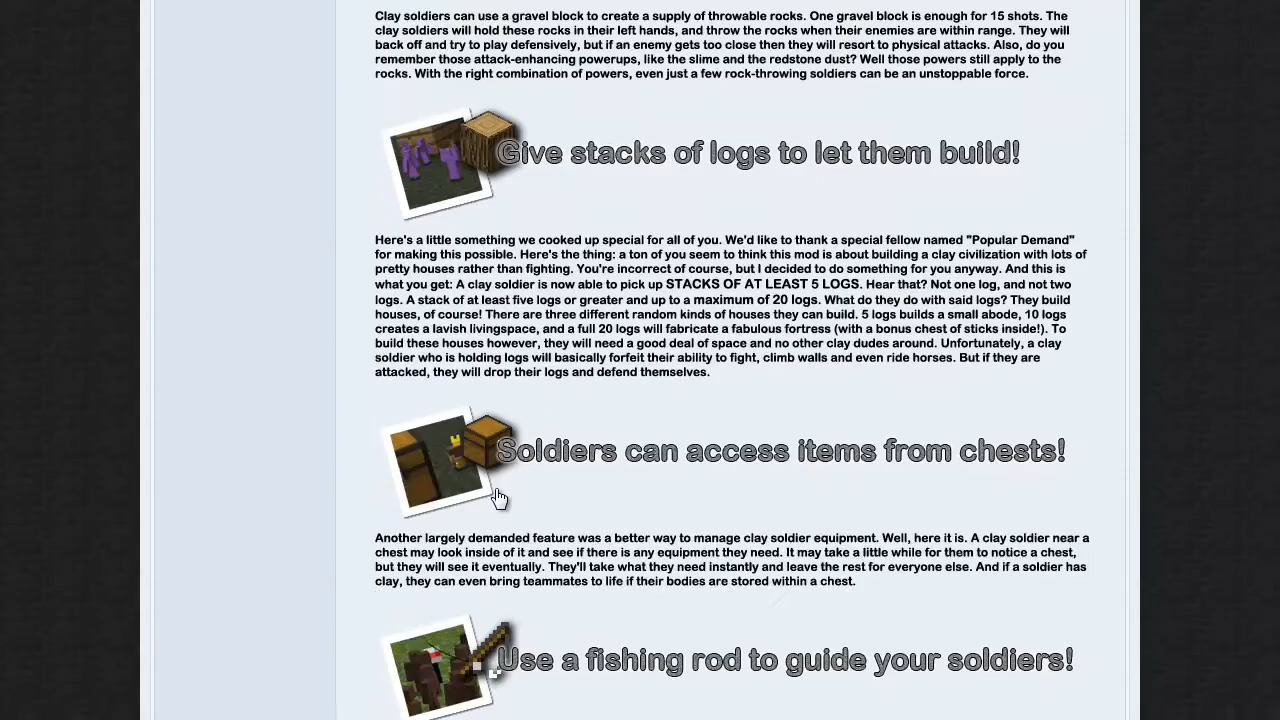 Clay soldiers can use a gravel block to create a supply of throwable rocks. One gravel block is enough for 15 shots. The
clay soldiers will hold these rocks in their left hands, and throw the rocks when their enemies are within range. They will
back off and try to play defensively, but if an enemy gets too close then they will resort to physical attacks. Also, do you
remember those attack-enhancing powerups, like the slime and the redstone dust? Well those powers still apply to the
rocks. With the right combination of powers, even just a few rock-throwing soldiers can be an unstoppable force.
Give stacks of logs to let them build!
Here's a little something we cooked up special for all of you. We'd like to thank a special fellow named "Popular Demand"
for making this possible. Here's the thing: a ton of you seem to think this mod is about building a clay civilization with lots of
pretty houses rather than fighting. You're incorrect of course, but I decided to do something for you anyway. And this is
what you get: A clay soldier is now able to pick up STACKS OF AT LEAST 5 LOGS. Hear that? Not one log, and not two
logs. A stack of at least five logs or greater and up to a maximum of 20 logs. What do they do with said logs? They build
houses, of course! There are three different random kinds of houses they can build. 5 logs builds a small abode, 10 logs
creates a lavish livingspace, and a full 20 logs will fabricate a fabulous fortress (with a bonus chest of sticks inside!). To
build these houses however, they will need a good deal of space and no other clay dudes around. Unfortunately, a clay
soldier who is holding logs will basically forfeit their ability to fight, climb walls and even ride horses. But if they are
attacked, they will drop their logs and defend themselves.
Soldiers can access items from chests!
Another largely demanded feature was a better way to manage clay soldier equipment. Well, here it is. A clay soldier near a
chest may look inside of it and see if there is any equipment they need. It may take a little while for them to notice a chest,
but they will see it eventually. They'll take what they need instantly and leave the rest for everyone else. And if a soldier has
clay, they can even bring teammates to life if their bodies are stored within a chest.
Use a fishing rod to guide your soldiers!